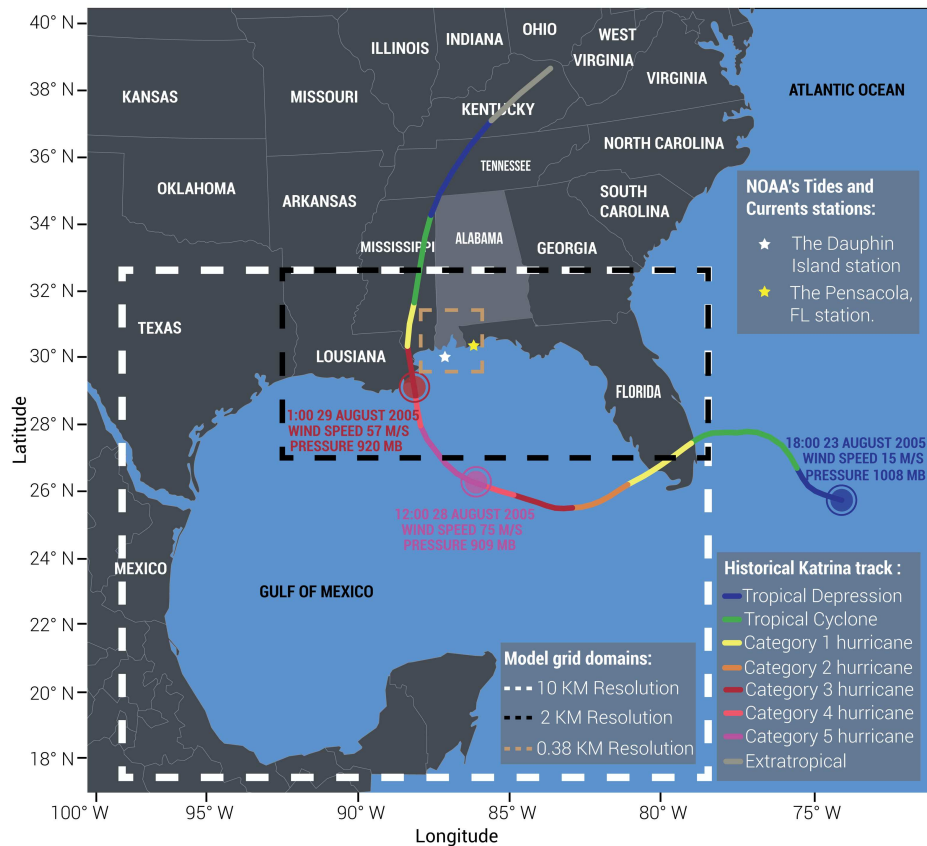 40° N
38° N
36° N
34° N
32° N
30° N
28° N
26° N
24° N
22° N
20° N
18° N
Latitude
100° W
95° W
90° W
85° W
80° W
75° W
Longitude
ILLINOIS
INDIANA
OHIO
WEST
VIRGINIA
VIRGINIA
KANSAS
MISSOURI
KENTUCKY
ATLANTIC OCEAN
NORTH CAROLINA
TENNESSEE
OKLAHOMA
ARKANSAS
SOUTH
CAROLINA
MISSISSIPPI
ALABAMA
GEORGIA
TEXAS
LOUSIANA
FLORIDA
MEXICO
GULF OF MEXICO
NOAA's Tides and
Currents stations:
The Dauphin
Island station
The Pensacola,
FL station.
1:00 29 AUGUST 2005
WIND SPEED 57 M/S
PRESSURE 920 MB
12:00 28 AUGUST 2005
WIND SPEED 75 M/S
PRESSURE 909 MB
18:00 23 AUGUST 2005
WIND SPEED 15 M/S
PRESSURE 1008 MB
Model grid domains:
10 KM Resolution
2 KM Resolution
0.38 KM Resolution
Historical Katrina track :
Tropical Depression
Tropical Cyclone
Category 1 hurricane
Category 2 hurricane
Category 3 hurricane
Category 4 hurricane
Category 5 hurricane
Extratropical